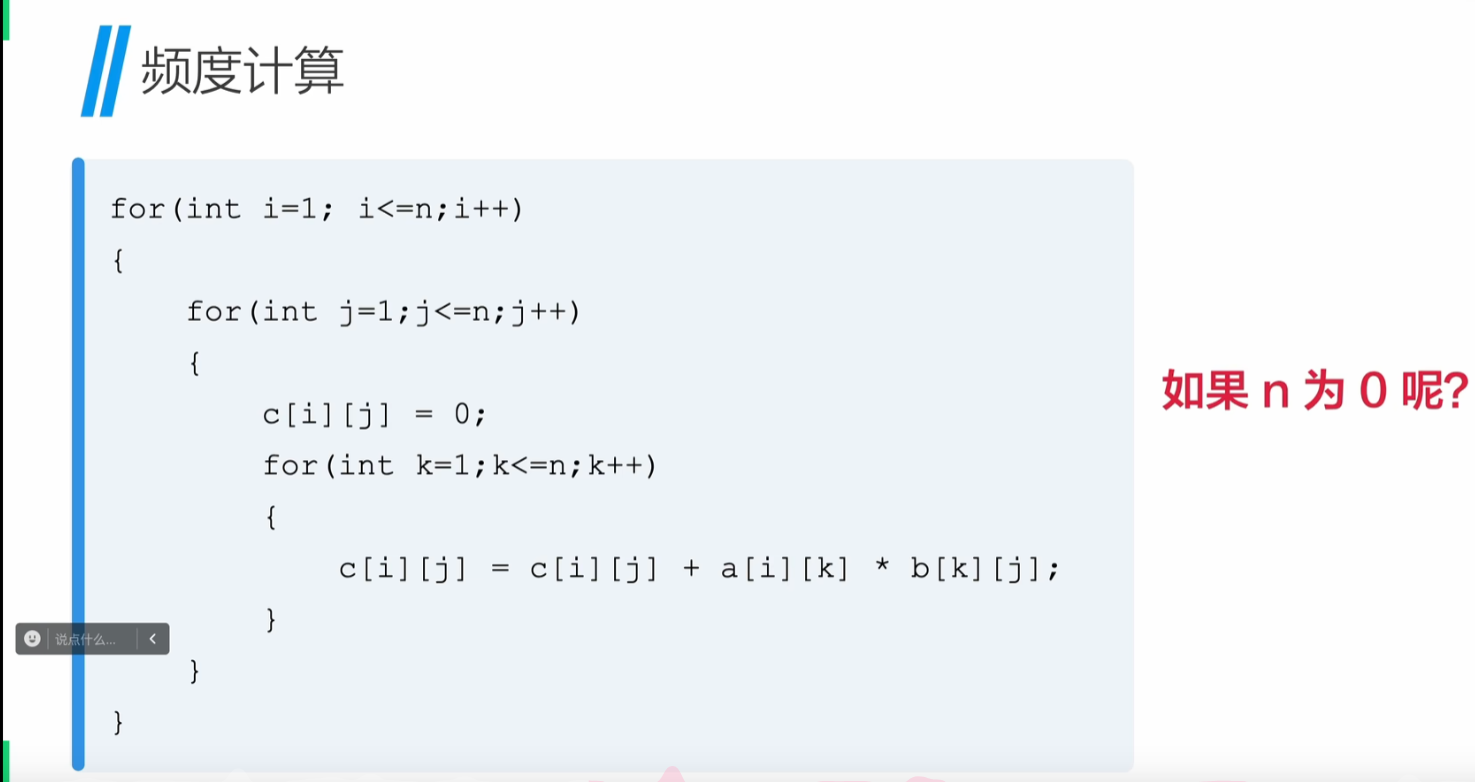 频度计算
for(int i=1; i<=n;i++)
{
for(int j=1;j<=n;j++)
{
c[i][j] = 0;
for(int k=1;k<=n;k++)
{
c[i][j] = c[i][j] + a[i][k] * b[k][j];
}
}
}
如果 n 为 0 呢?
说点什么...